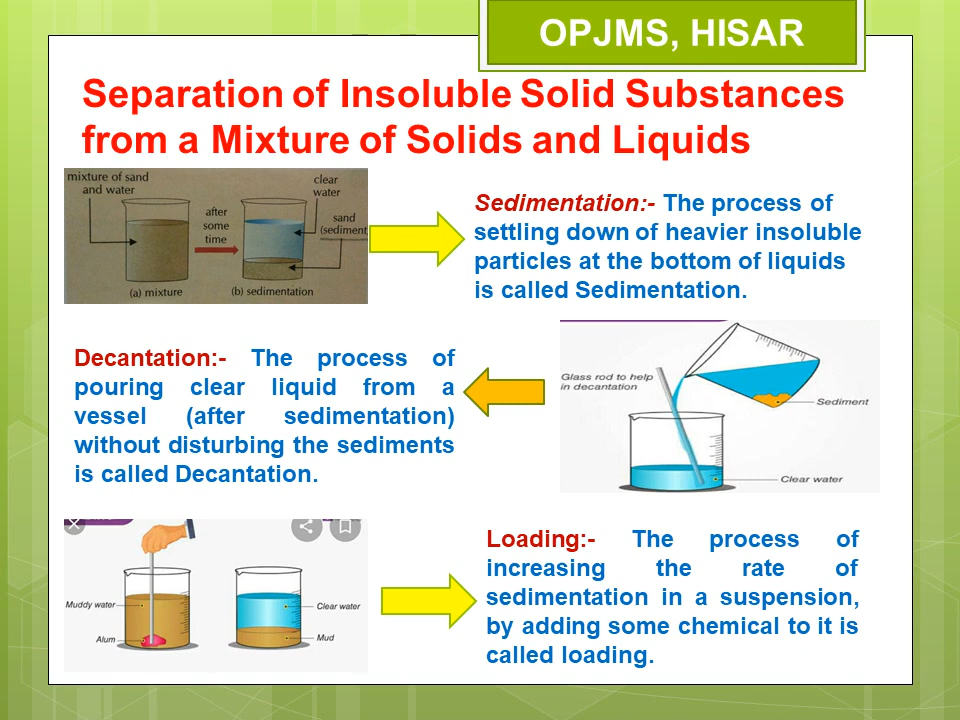 OPJMS, HISAR
Separation of Insoluble Solid Substances
from a Mixture of Solids and Liquids
mixture of sand
and water
clear
water
after
some
time
sand
(sediment)
(a) mixture
(b) sedimentation
Sedimentation:- The process of
settling down of heavier insoluble
particles at the bottom of liquids
is called Sedimentation.
Decantation:- The process of
pouring clear liquid from a
vessel (after sedimentation)
without disturbing the sediments
is called Decantation.
Glass rod to help
in decantation
Sediment
Clear water
Muddy water
Alum
Clear water
Mud
Loading:- The process of
increasing the rate of
sedimentation in a suspension,
by adding some chemical to it is
called loading.